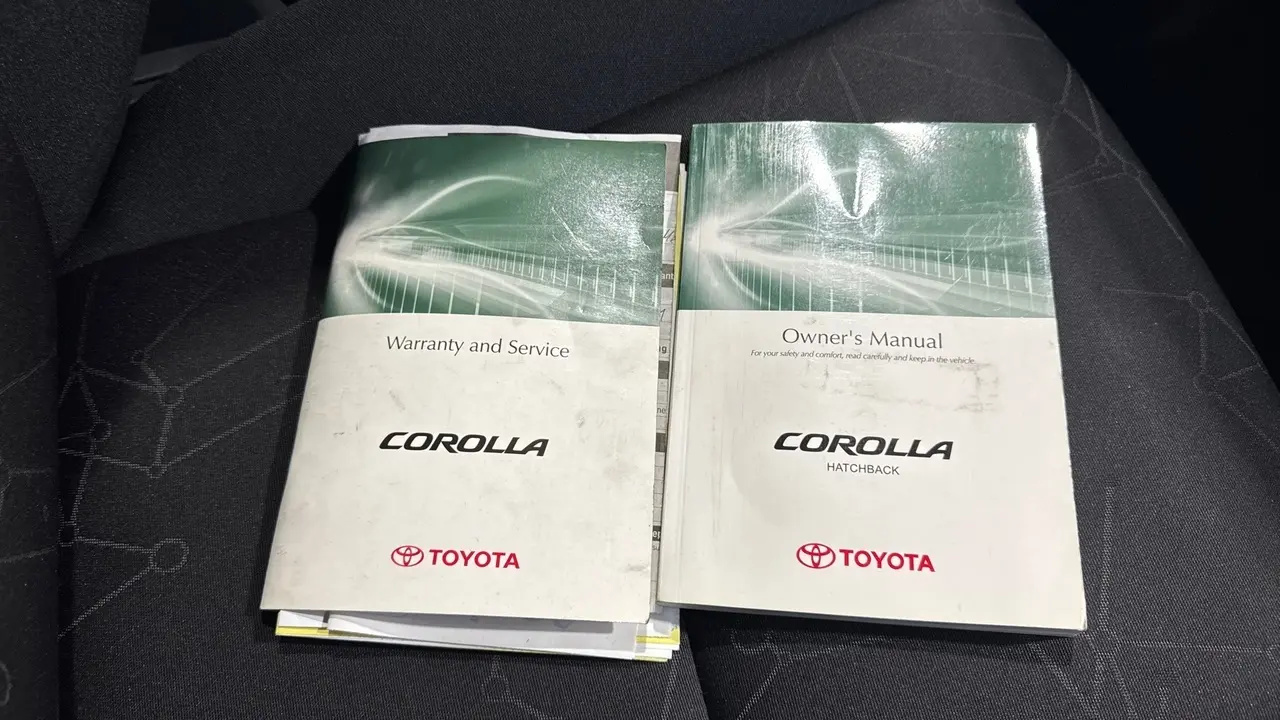 Warranty and Service
COROLLA
TOYOTA
Owner's Manual
For your safety and comfort, read carefully and keep in the vehicle.
COROLLA
HATCHBACK
TOYOTA